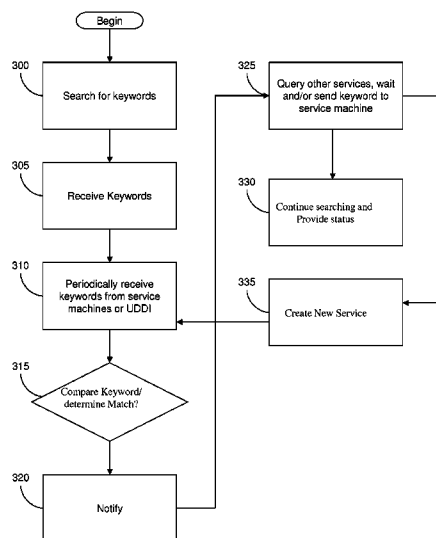 Begin
300
Search for keywords
305
Receive Keywords
310
Periodically receive
keywords from service
machines or UDDI
315
Compare Keyword/
determine Match?
320
Notify
325
Query other services, wait
and/or send keyword to
service machine
330
Continue searching and
Provide status
335
Create New Service